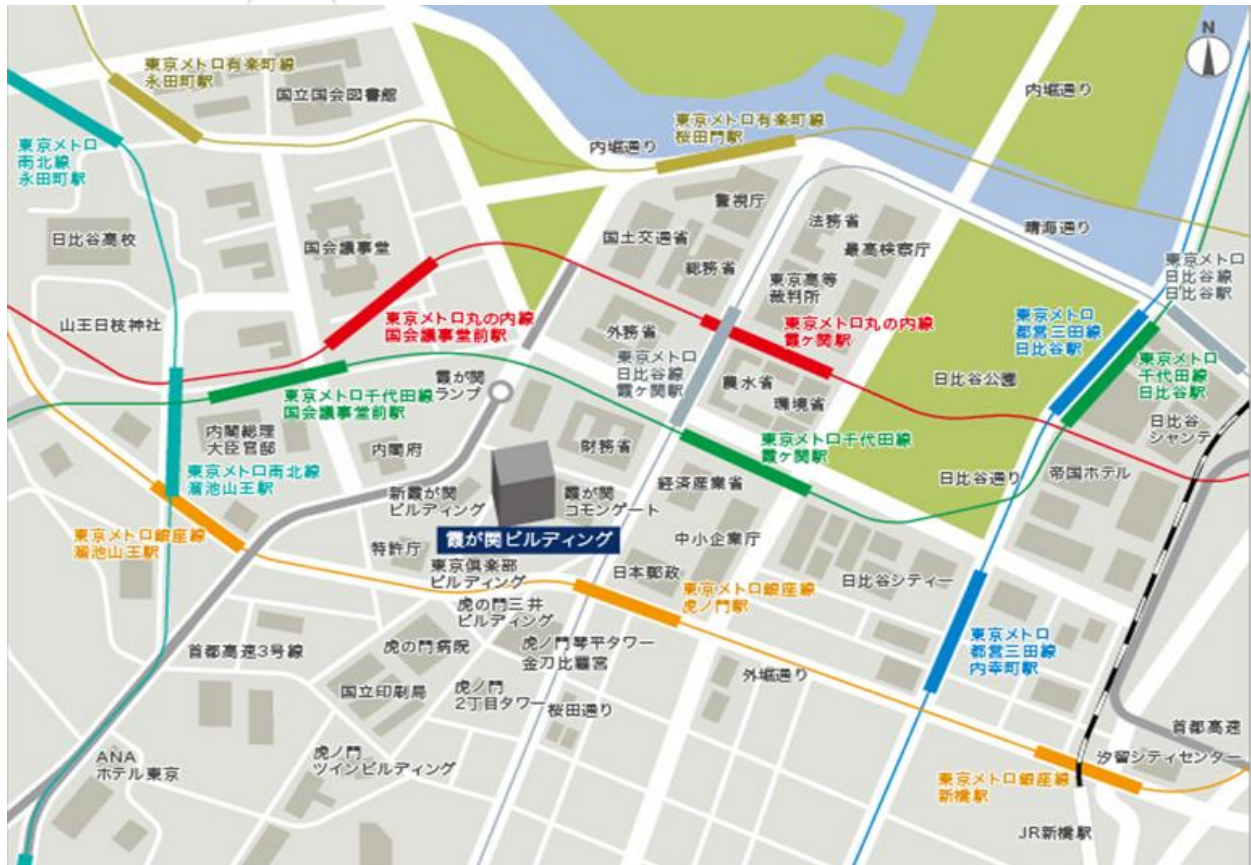 N
東京メトロ有楽町線
永田町駅
国立国会図書館
内堀通り
東京メトロ有楽町線
桜田門駅
内堀通り
東京メトロ
南北線
永田町駅
警視庁
法務省
晴海通り
日比谷高校
国会議事堂
国土交通省
最高検察庁
総務省
東京高等
裁判所
東京メトロ
日比谷線
日比谷駅
山王日枝神社
東京メトロ丸の内線
国会議事堂前駅
外務省
東京メトロ丸の内線
霞ケ関駅
東京メトロ
都営三田線
日比谷駅
東京メトロ
日比谷線
霞ケ関駅
東京メトロ
千代田線
日比谷駅
霞が関
ランプ
農水省
環境省
日比谷公園
東京メトロ千代田線
国会議事堂前駅
内閣総理
大臣官邸
内閣府
財務省
東京メトロ千代田線
霞ケ関駅
日比谷
シャンテ
東京メトロ南北線
溜池山王駅
経済産業省
日比谷通り
帝国ホテル
新霞が関
ビルディング
霞が関
コモンゲート
東京メトロ銀座線
溜池山王駅
霞が関ビルディング
特許庁
中小企業庁
東京倶楽部
ビルディング
日本郵政
東京メトロ銀座線
虎ノ門駅
日比谷シティー
虎の門三井
ビルディング
首都高速3号線
虎の門病院
虎ノ門琴平タワー
金刀比羅宮
東京メトロ
都営三田線
内幸町駅
外堀通り
国立印刷局
虎ノ門
2丁目タワー
桜田通り
首都高速
ANA
ホテル東京
虎ノ門
ツインビルディング
汐留シティセンター
東京メトロ銀座線
新橋駅
JR新橋駅